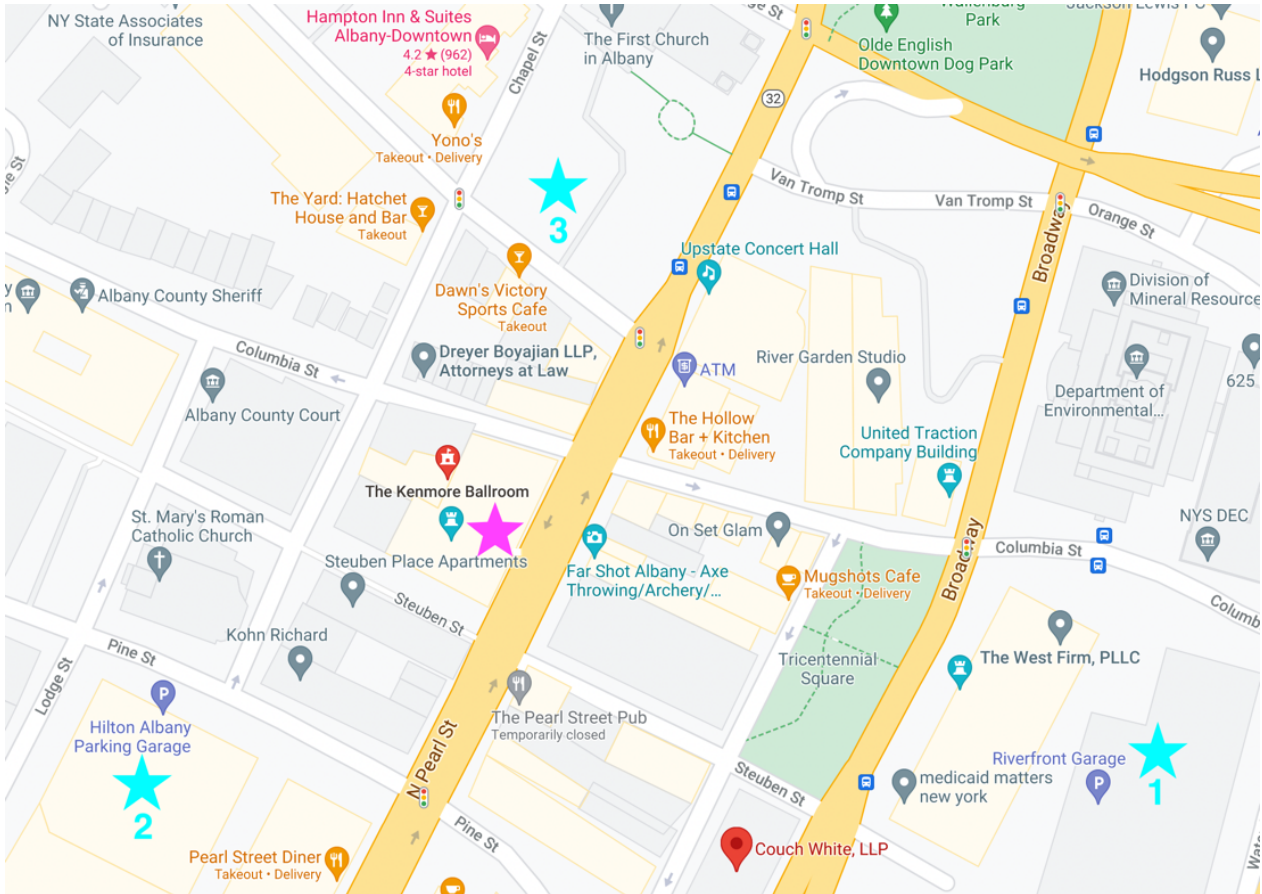 NY State Associates
of Insurance
Hampton Inn & Suites
Albany-Downtown
4.2 ★ (962)
4-star hotel
Chapel St
The First Church
in Albany
Park
Olde English
Downtown Dog Park
Hodgson Russ L
32
Yono's
Takeout • Delivery
The Yard: Hatchet
House and Bar
Takeout
3
Van Tromp St
Van Tromp St
Orange St
Broadway
Upstate Concert Hall
Albany County Sheriff
Dawn's Victory
Sports Cafe
Takeout
Division of
Mineral Resource
Columbia St
Dreyer Boyajian LLP,
Attorneys at Law
ATM
River Garden Studio
625
Albany County Court
Department of
Environmental...
The Hollow
Bar + Kitchen
Takeout • Delivery
United Traction
Company Building
The Kenmore Ballroom
St. Mary's Roman
Catholic Church
On Set Glam
NYS DEC
Columbia St
Broadway
Steuben Place Apartments
Far Shot Albany - Axe
Throwing/Archery/...
Mugshots Cafe
Takeout • Delivery
Steuben St
Kohn Richard
Pine St
Lodge St
Tricentennial
Square
The West Firm, PLLC
P
Hilton Albany
Parking Garage
The Pearl Street Pub
Temporarily closed
N Pearl St
Riverfront Garage
P
1
2
Steuben St
medicaid matters
new york
Pine St
Pearl Street Diner
Takeout • Delivery
Couch White, LLP